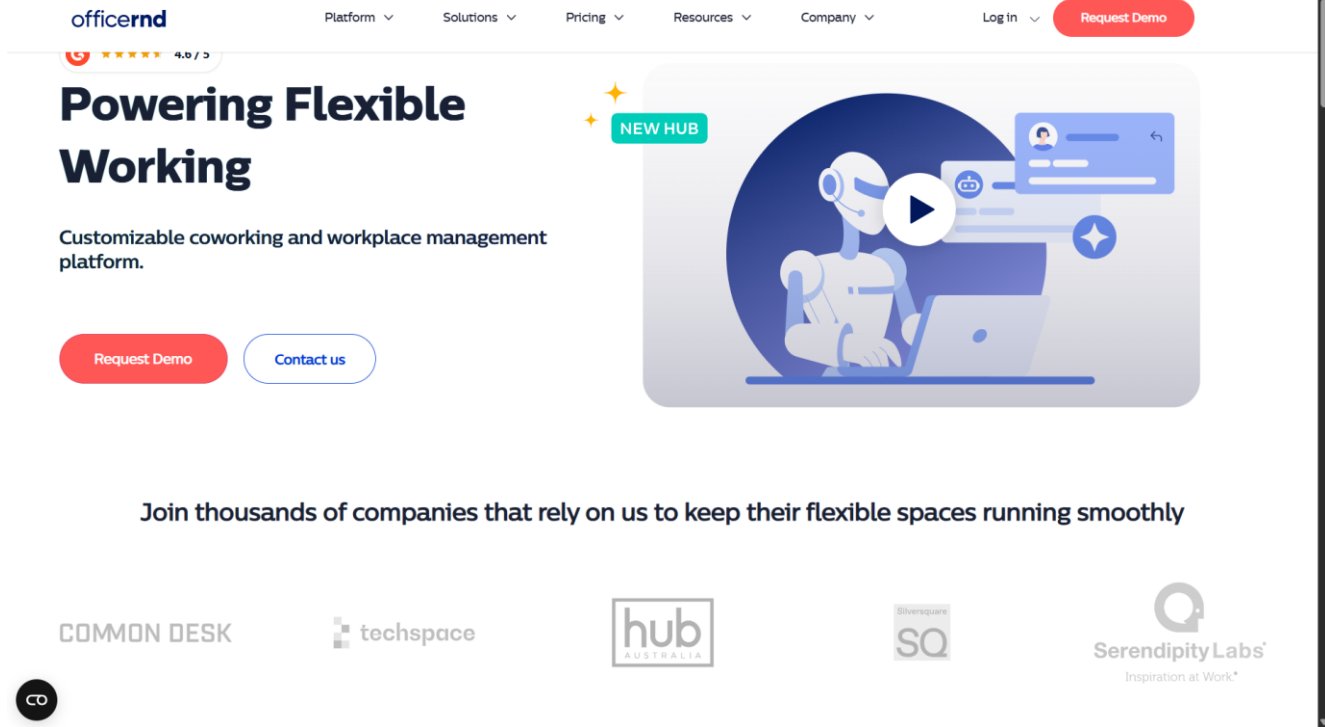 officernd
Platform
Solutions
Pricing
Resources
Company
Log in
Request Demo
4.6 / 5
Powering Flexible
Working
Customizable coworking and workplace management
platform.
Request Demo
Contact us
NEW HUB
Join thousands of companies that rely on us to keep their flexible spaces running smoothly
COMMON DESK
techspace
hub
AUSTRALIA
Silversquare
SQ
Serendipity Labs
Inspiration at Work.